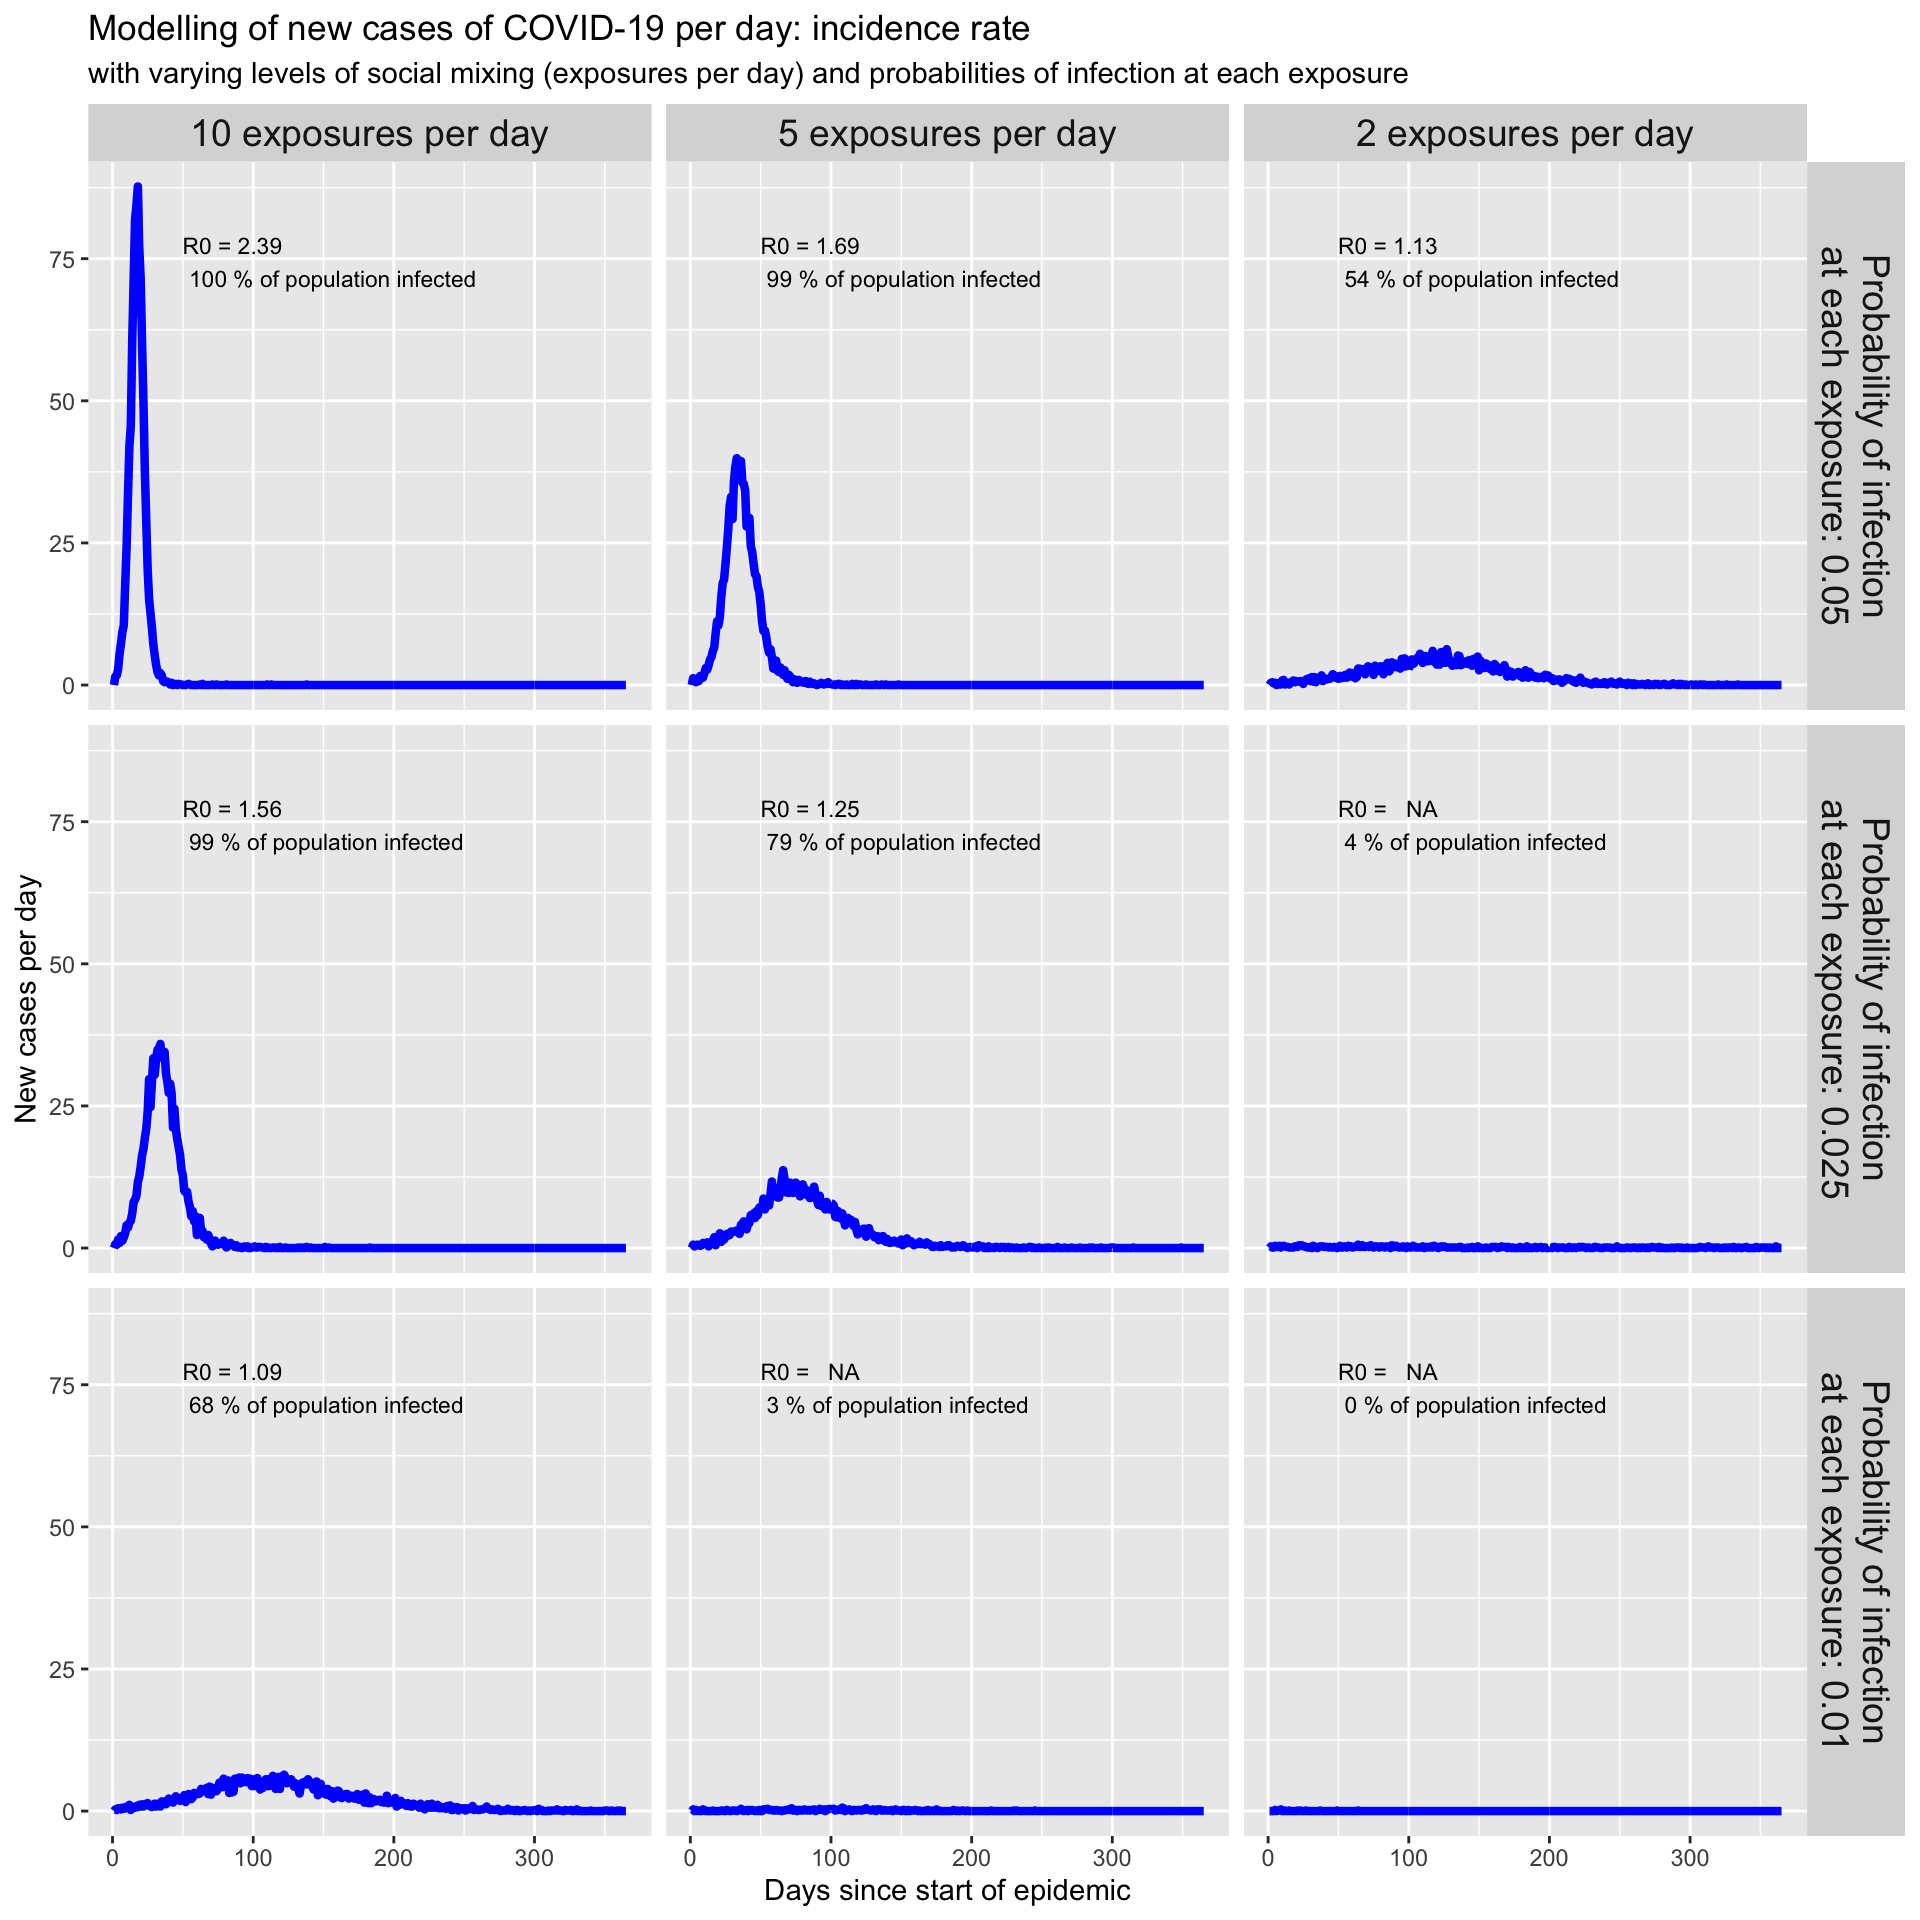 Modelling of new cases of COVID-19 per day: incidence rate
with varying levels of social mixing (exposures per day) and probabilities of infection at each exposure
10 exposures per day
5 exposures per day
2 exposures per day
R0 = 2.39
100 % of population infected
R0 = 1.69
99 % of population infected
R0 = 1.13
54 % of population infected
Probability of infection
at each exposure: 0.05
75
50
25
0
R0 = 1.56
99 % of population infected
R0 = 1.25
79 % of population infected
R0 =   NA
4 % of population infected
Probability of infection
at each exposure: 0.025
75
50
25
0
New cases per day
R0 = 1.09
68 % of population infected
R0 =   NA
3 % of population infected
R0 =   NA
0 % of population infected
Probability of infection
at each exposure: 0.01
75
50
25
0
0 100 200 300
0 100 200 300
0 100 200 300
Days since start of epidemic